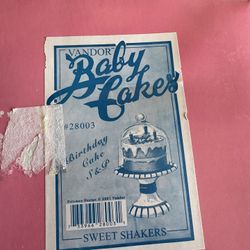 VANDOR
Baby
Cakes
#28003
Birthday
Cake
S&P
SWEET SHAKERS